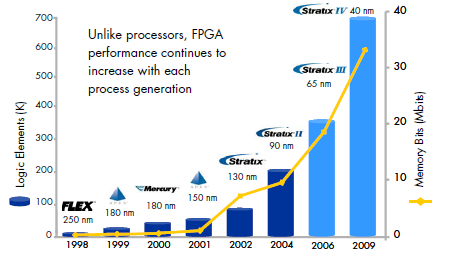 Unlike processors, FPGA
performance continues to
increase with each
process generation
Logic Elements (K)
700
600
500
400
300
200
100
0
Memory Bits (Mbits)
40
30
20
10
0
FLEX
250 nm
180 nm
Mercury
180 nm
150 nm
Stratix
130 nm
Stratix II
90 nm
Stratix III
65 nm
Stratix IV 40 nm
1998
1999
2000
2001
2002
2004
2006
2009